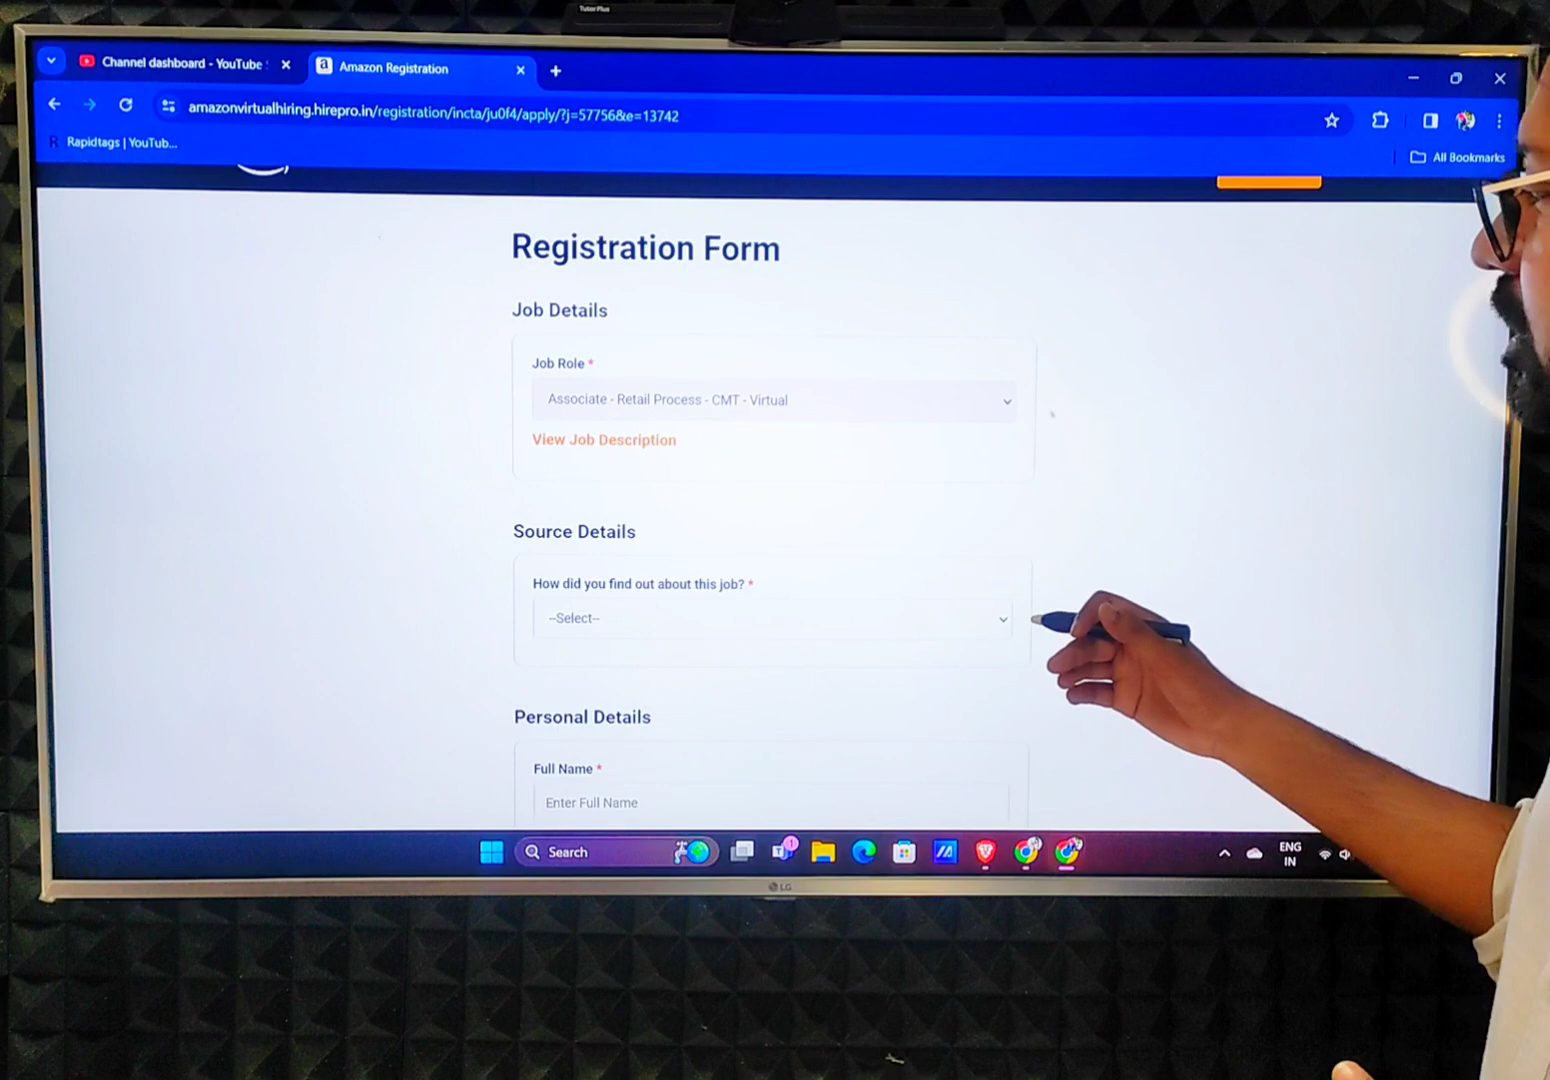 TutorPlus
Channel dashboard - YouTube
Amazon Registration
amazonvirtualhiring.hirepro.in/registration/incta/ju0f4/apply/?j=57756&e=13742
R Rapidtags | YouTub...
All Bookmarks
Registration Form
Job Details
Job Role *
Associate - Retail Process - CMT - Virtual
View Job Description
Source Details
How did you find out about this job? *
--Select--
Personal Details
Full Name *
Enter Full Name
Search
1
ENG
IN
LG